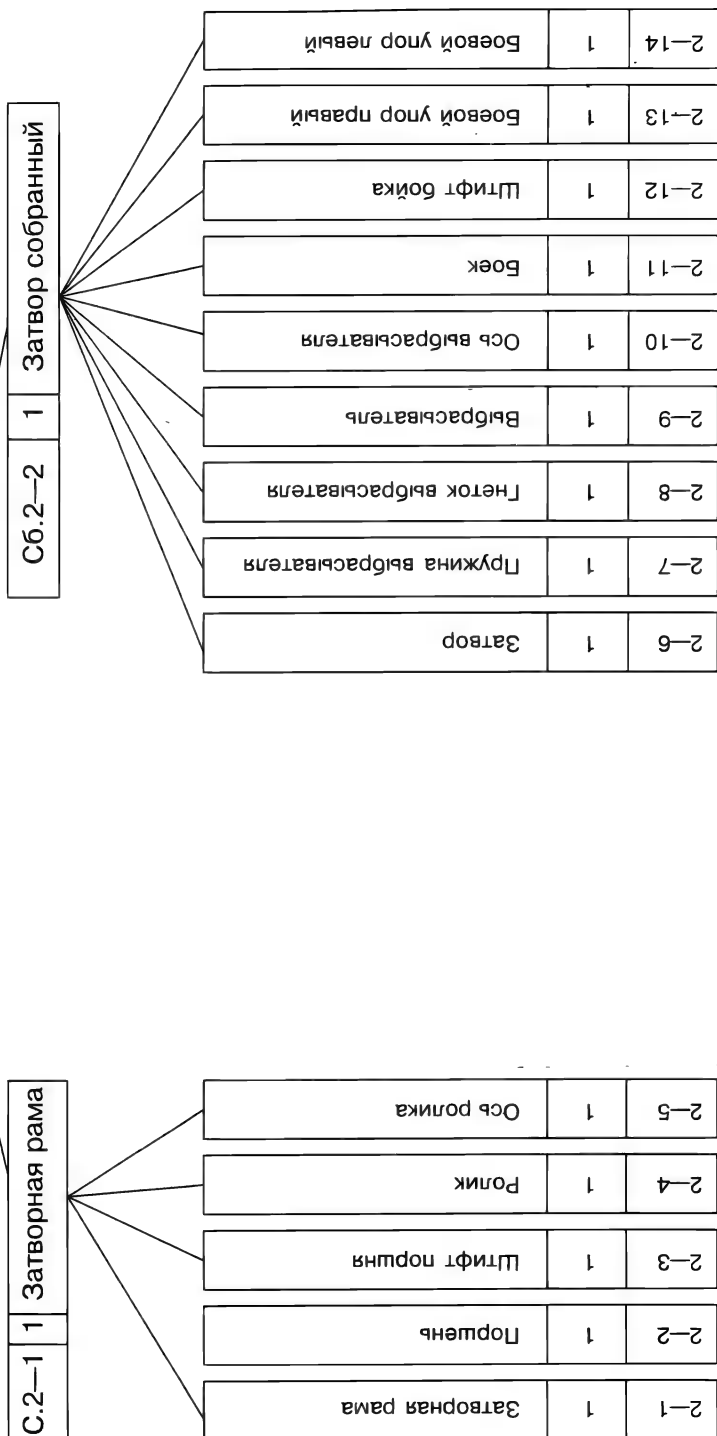 С.2—1 1 Затворная рама
2—1 1 Затворная рама
2—2 1 Поршень
2—3 1 Штифт поршня
2—4 1 Ролик
2—5 1 Ось ролика
Сб.2—2 1 Затвор собранный
2—6 1 Затвор
2—7 1 Пружина выбрасывателя
2—8 1 Гнеток выбрасывателя
2—9 1 Выбрасыватель
2—10 1 Ось выбрасывателя
2—11 1 Боек
2—12 1 Штифт бойка
2—13 1 Боевой упор правый
2—14 1 Боевой упор левый